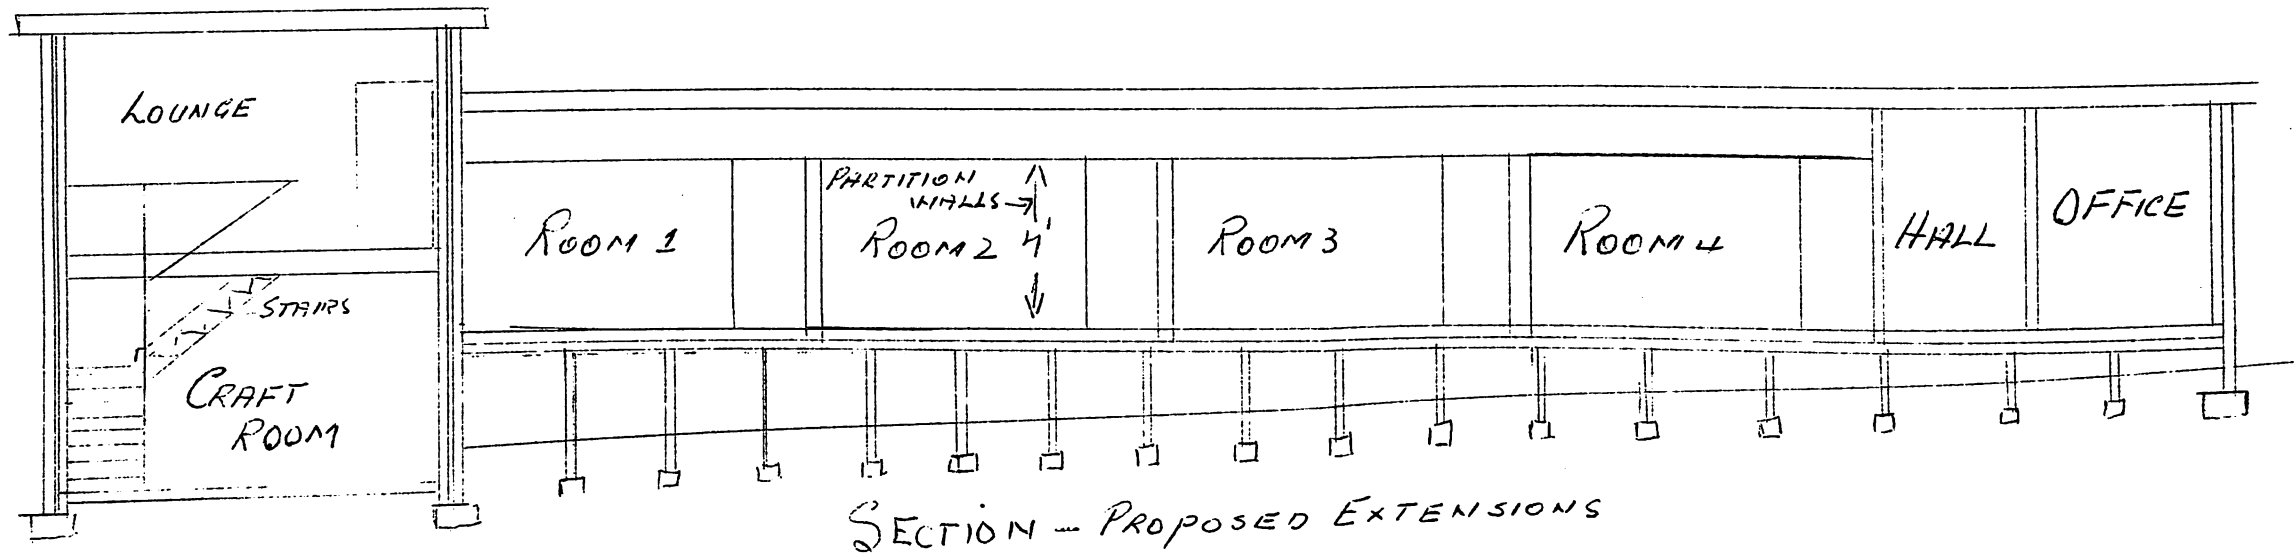 LOUNGE
PARTITION
WALLS
ROOM 1
ROOM 2
4'
ROOM 3
ROOM 4
HALL
OFFICE
STAIRS
CRAFT
ROOM
SECTION - PROPOSED EXTENSIONS